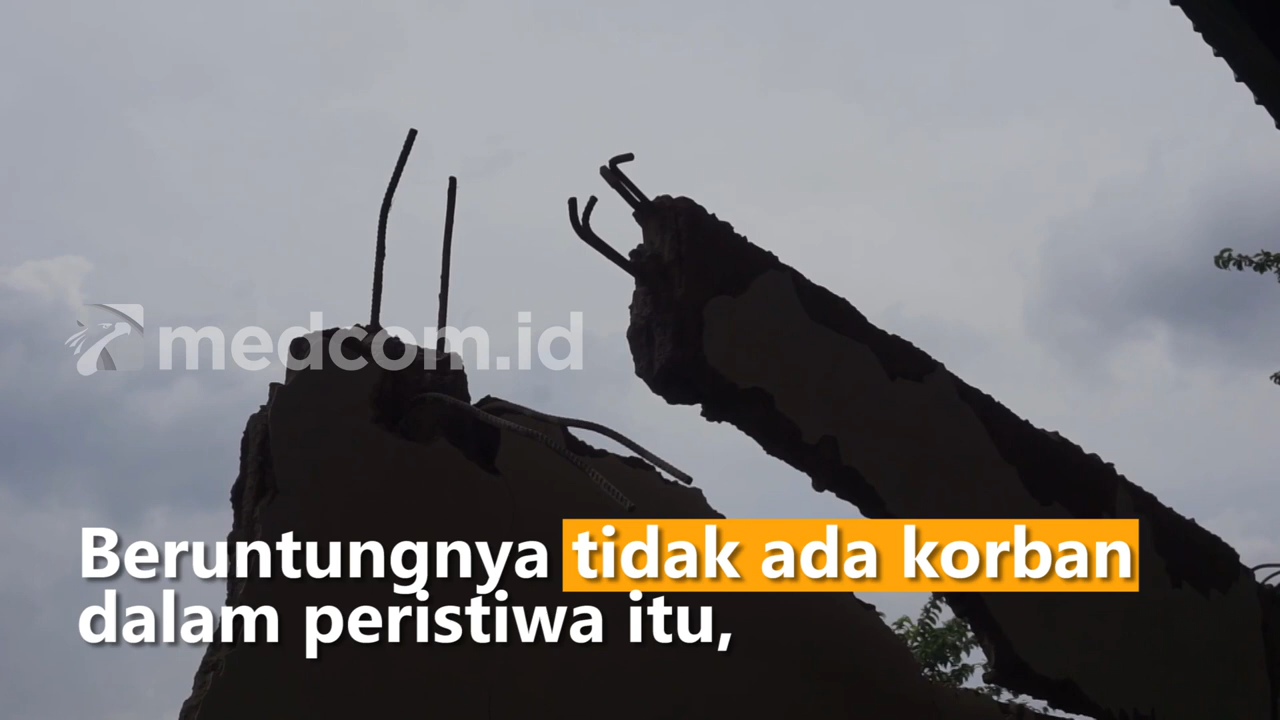 medcom.id
Beruntungnya tidak ada korban
dalam peristiwa itu,